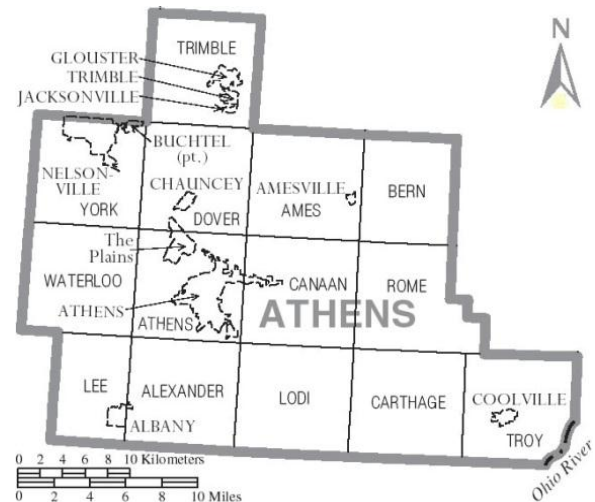 N
TRIMBLE
GLOUSTER
TRIMBLE
JACKSONVILLE
BUCHTEL
(pt.)
NELSON-
VILLE
YORK
CHAUNCEY
DOVER
AMESVILLE
AMES
BERN
The
Plains
WATERLOO
CANAAN
ROME
ATHENS
ATHENS
ATHENS
LEE
ALEXANDER
LODI
CARTHAGE
COOLVILLE
ALBANY
TROY
Ohio River
0 2 4 6 8 10 Kilometers
0 2 4 6 8 10 Miles